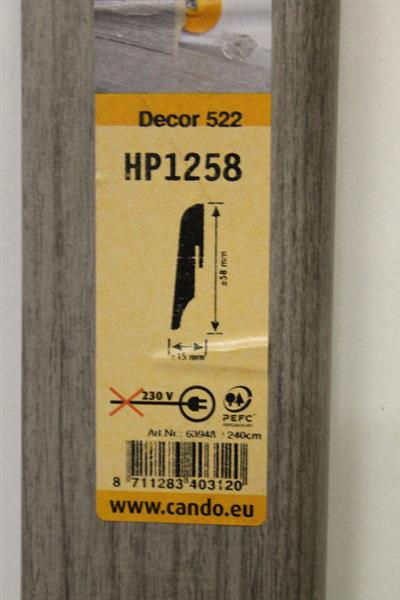 Decor 522
HP1258
±58 mm
±15 mm
230 V
PEFC
Art.Nr.: 63948 / 240cm
8 711283 403120
www.cando.eu